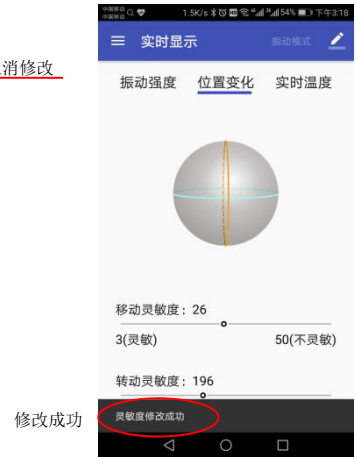 中国移动
中国移动
1.5K/s 54% 下午3:18
实时显示 振动模式
消修改
振动强度 位置变化 实时温度
移动灵敏度：26
3(灵敏) 50(不灵敏)
转动灵敏度：196
修改成功
灵敏度修改成功